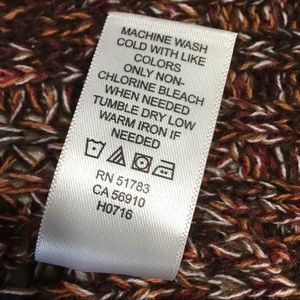 MACHINE WASH
COLD WITH LIKE
COLORS
ONLY NON-
CHLORINE BLEACH
WHEN NEEDED
TUMBLE DRY LOW
WARM IRON IF
NEEDED
RN 51783
CA 56910
H0716